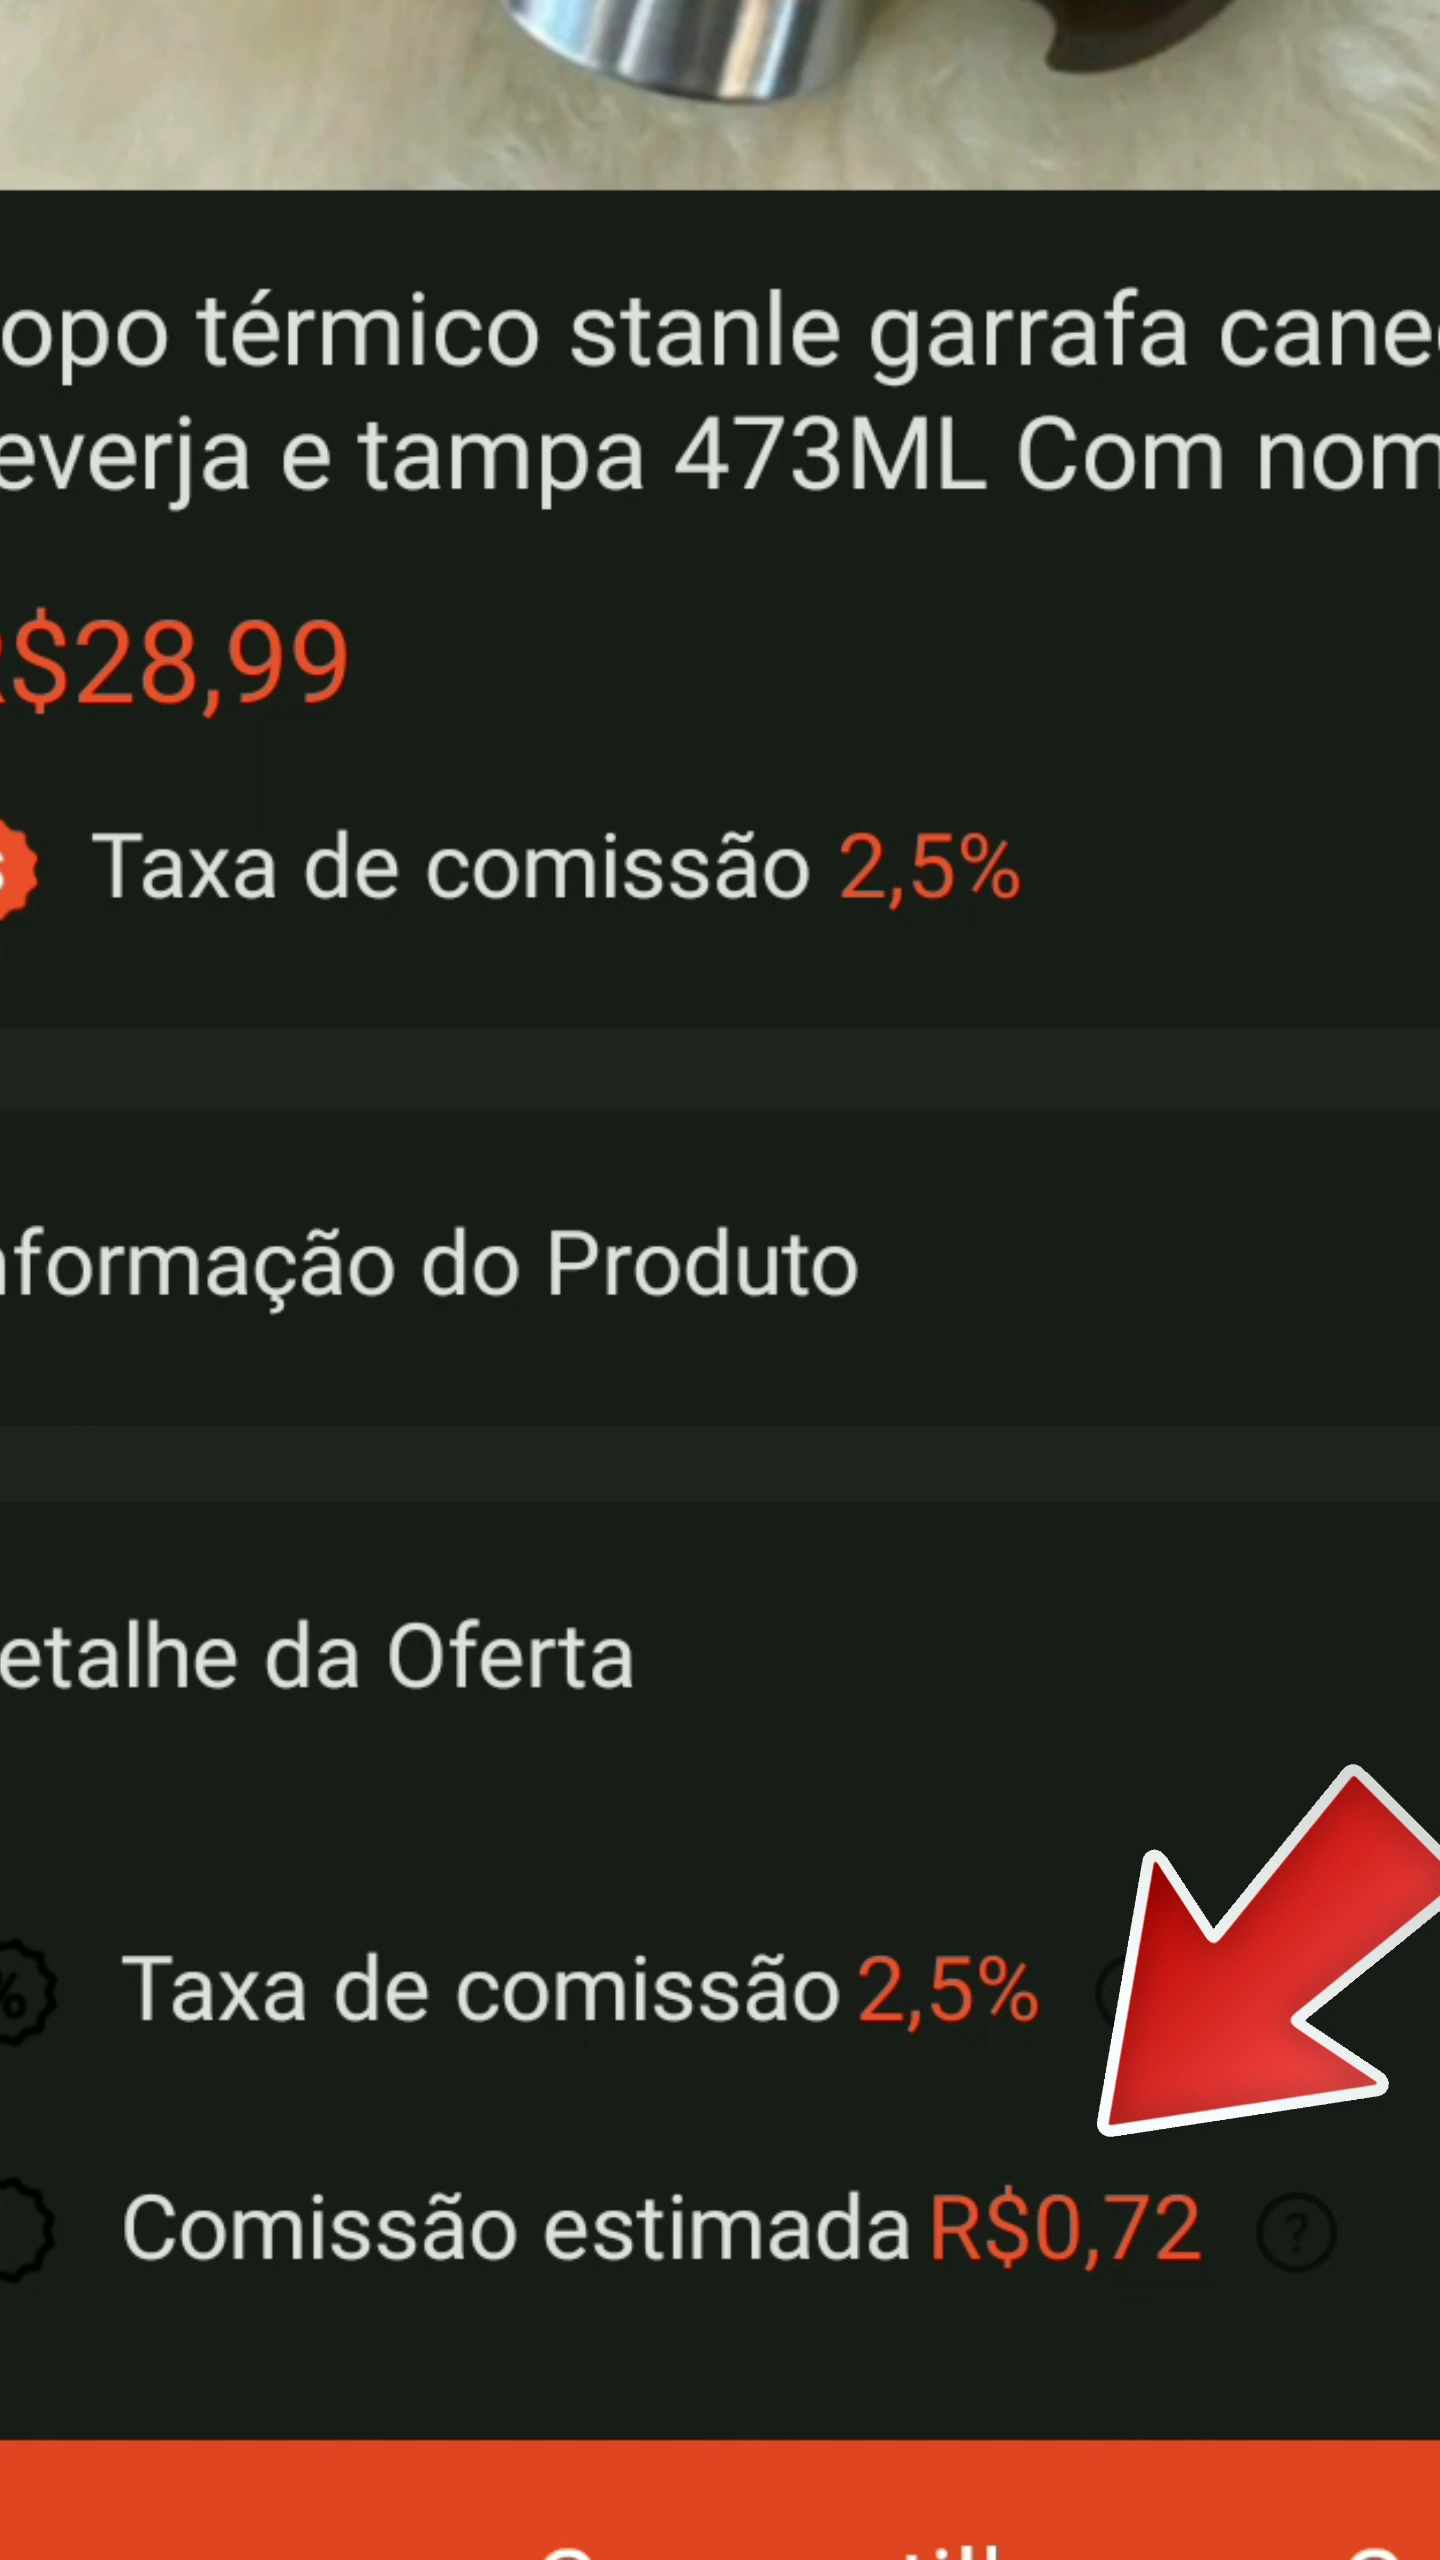 opo térmico stanle garrafa cane
everja e tampa 473ML Com nom
R$28,99
Taxa de comissão 2,5%
nformação do Produto
etalhe da Oferta
% Taxa de comissão 2,5%
Comissão estimada R$0,72 ?